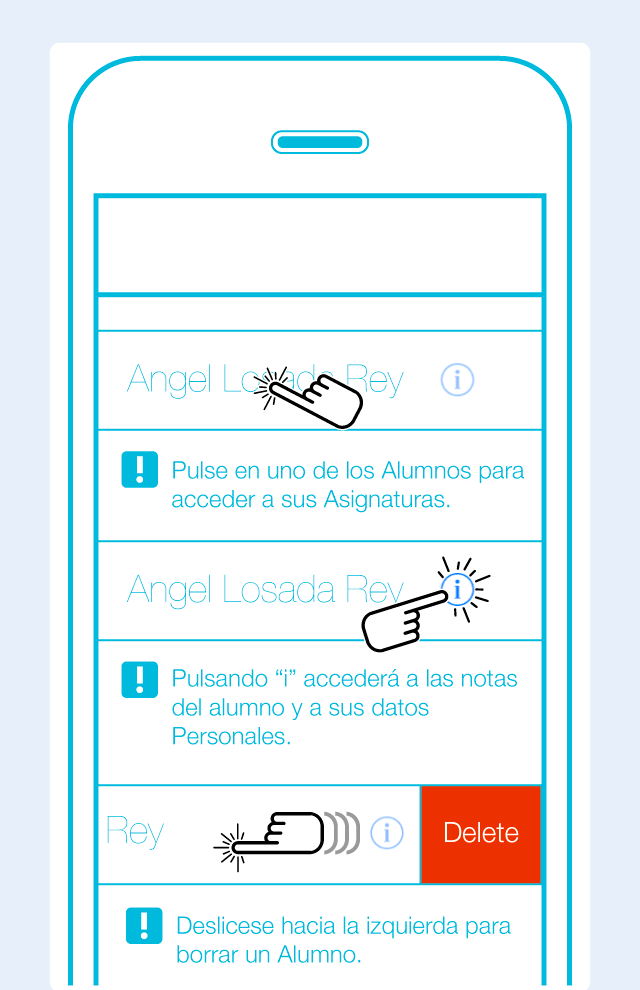 Angel Losada Rey
Pulse en uno de los Alumnos para
acceder a sus Asignaturas.
Angel Losada Rey
Pulsando “i” accederá a las notas
del alumno y a sus datos
Personales.
Rey
Delete
Deslicese hacia la izquierda para
borrar un Alumno.